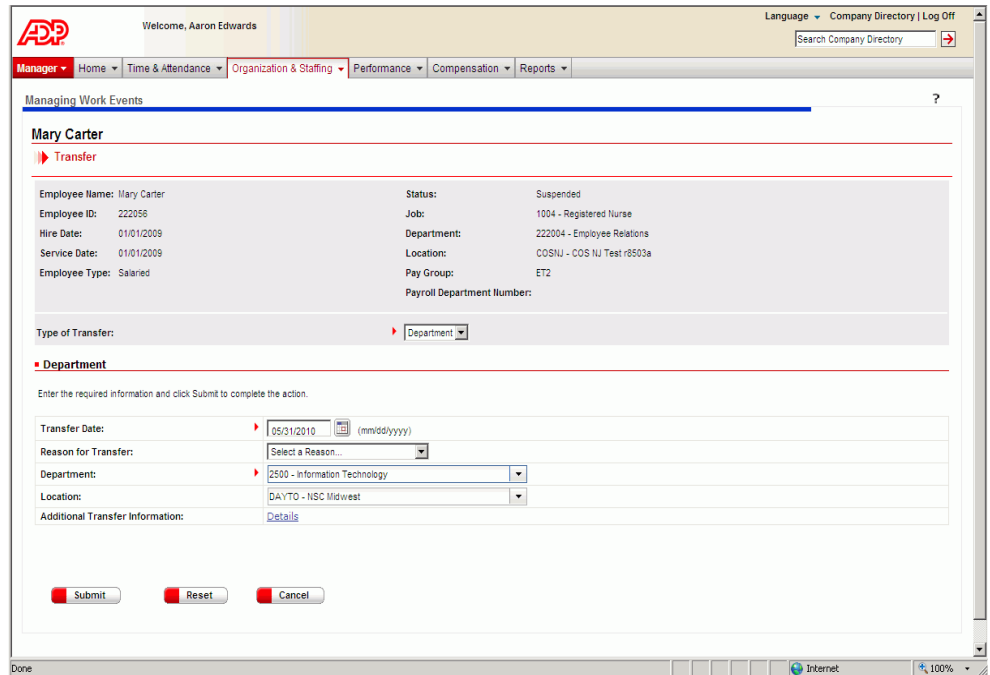 Language Company Directory | Log Off
ADP
Welcome, Aaron Edwards
Search Company Directory
Manager Home Time & Attendance Organization & Staffing Performance Compensation Reports
Managing Work Events ?
Mary Carter
Transfer
Employee Name: Mary Carter Status: Suspended
Employee ID: 222056 Job: 1004 - Registered Nurse
Hire Date: 01/01/2009 Department: 222004 - Employee Relations
Service Date: 01/01/2009 Location: COSNJ - COS NJ Test r8503a
Employee Type: Salaried Pay Group: ET2
Payroll Department Number:
Type of Transfer: Department
Department
Enter the required information and click Submit to complete the action.
Transfer Date: 05/31/2010 (mm/dd/yyyy)
Reason for Transfer: Select a Reason...
Department: 2500 - Information Technology
Location: DAYTO - NSC Midwest
Additional Transfer Information: Details
Submit Reset Cancel
Done Internet 100%